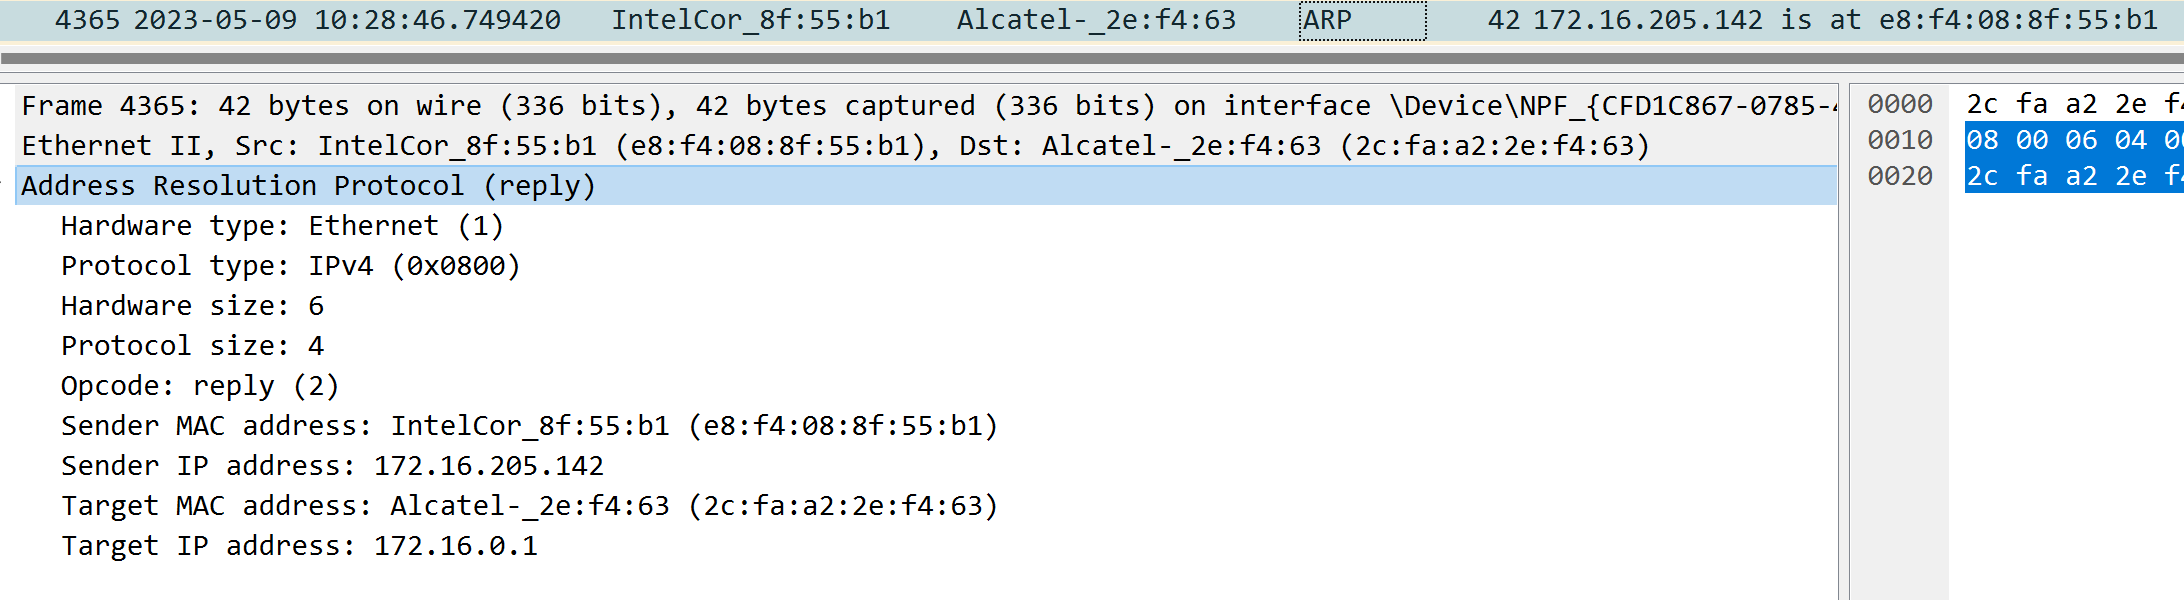 4365 2023-05-09 10:28:46.749420 IntelCor_8f:55:b1 Alcatel-_2e:f4:63 ARP 42 172.16.205.142 is at e8:f4:08:8f:55:b1
Frame 4365: 42 bytes on wire (336 bits), 42 bytes captured (336 bits) on interface \Device\NPF_{CFD1C867-0785-
Ethernet II, Src: IntelCor_8f:55:b1 (e8:f4:08:8f:55:b1), Dst: Alcatel-_2e:f4:63 (2c:fa:a2:2e:f4:63)
Address Resolution Protocol (reply)
Hardware type: Ethernet (1)
Protocol type: IPv4 (0x0800)
Hardware size: 6
Protocol size: 4
Opcode: reply (2)
Sender MAC address: IntelCor_8f:55:b1 (e8:f4:08:8f:55:b1)
Sender IP address: 172.16.205.142
Target MAC address: Alcatel-_2e:f4:63 (2c:fa:a2:2e:f4:63)
Target IP address: 172.16.0.1
0000 2c fa a2 2e
0010 08 00 06 04
0020 2c fa a2 2e